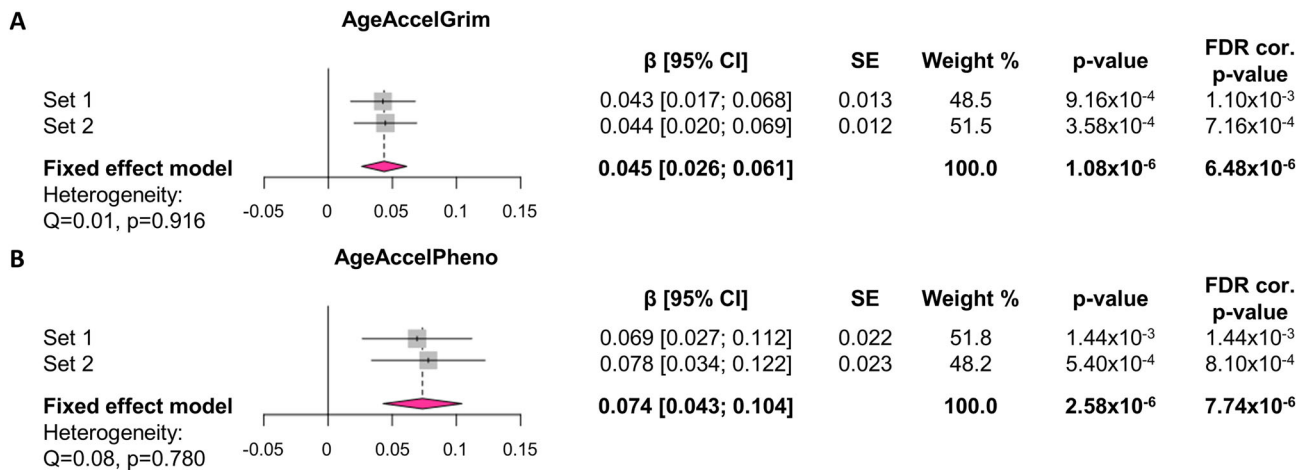 A
AgeAccelGrim
β [95% CI] SE Weight % p-value FDR cor. p-value
Set 1 0.043 [0.017; 0.068] 0.013 48.5 9.16x10⁻⁴ 1.10x10⁻³
Set 2 0.044 [0.020; 0.069] 0.012 51.5 3.58x10⁻⁴ 7.16x10⁻⁴
Fixed effect model 0.045 [0.026; 0.061] 100.0 1.08x10⁻⁶ 6.48x10⁻⁶
Heterogeneity:
Q=0.01, p=0.916
-0.05 0 0.05 0.1 0.15
B
AgeAccelPheno
β [95% CI] SE Weight % p-value FDR cor. p-value
Set 1 0.069 [0.027; 0.112] 0.022 51.8 1.44x10⁻³ 1.44x10⁻³
Set 2 0.078 [0.034; 0.122] 0.023 48.2 5.40x10⁻⁴ 8.10x10⁻⁴
Fixed effect model 0.074 [0.043; 0.104] 100.0 2.58x10⁻⁶ 7.74x10⁻⁶
Heterogeneity:
Q=0.08, p=0.780
-0.05 0 0.05 0.1 0.15